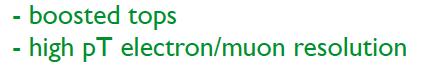 - boosted tops
- high pT electron/muon resolution